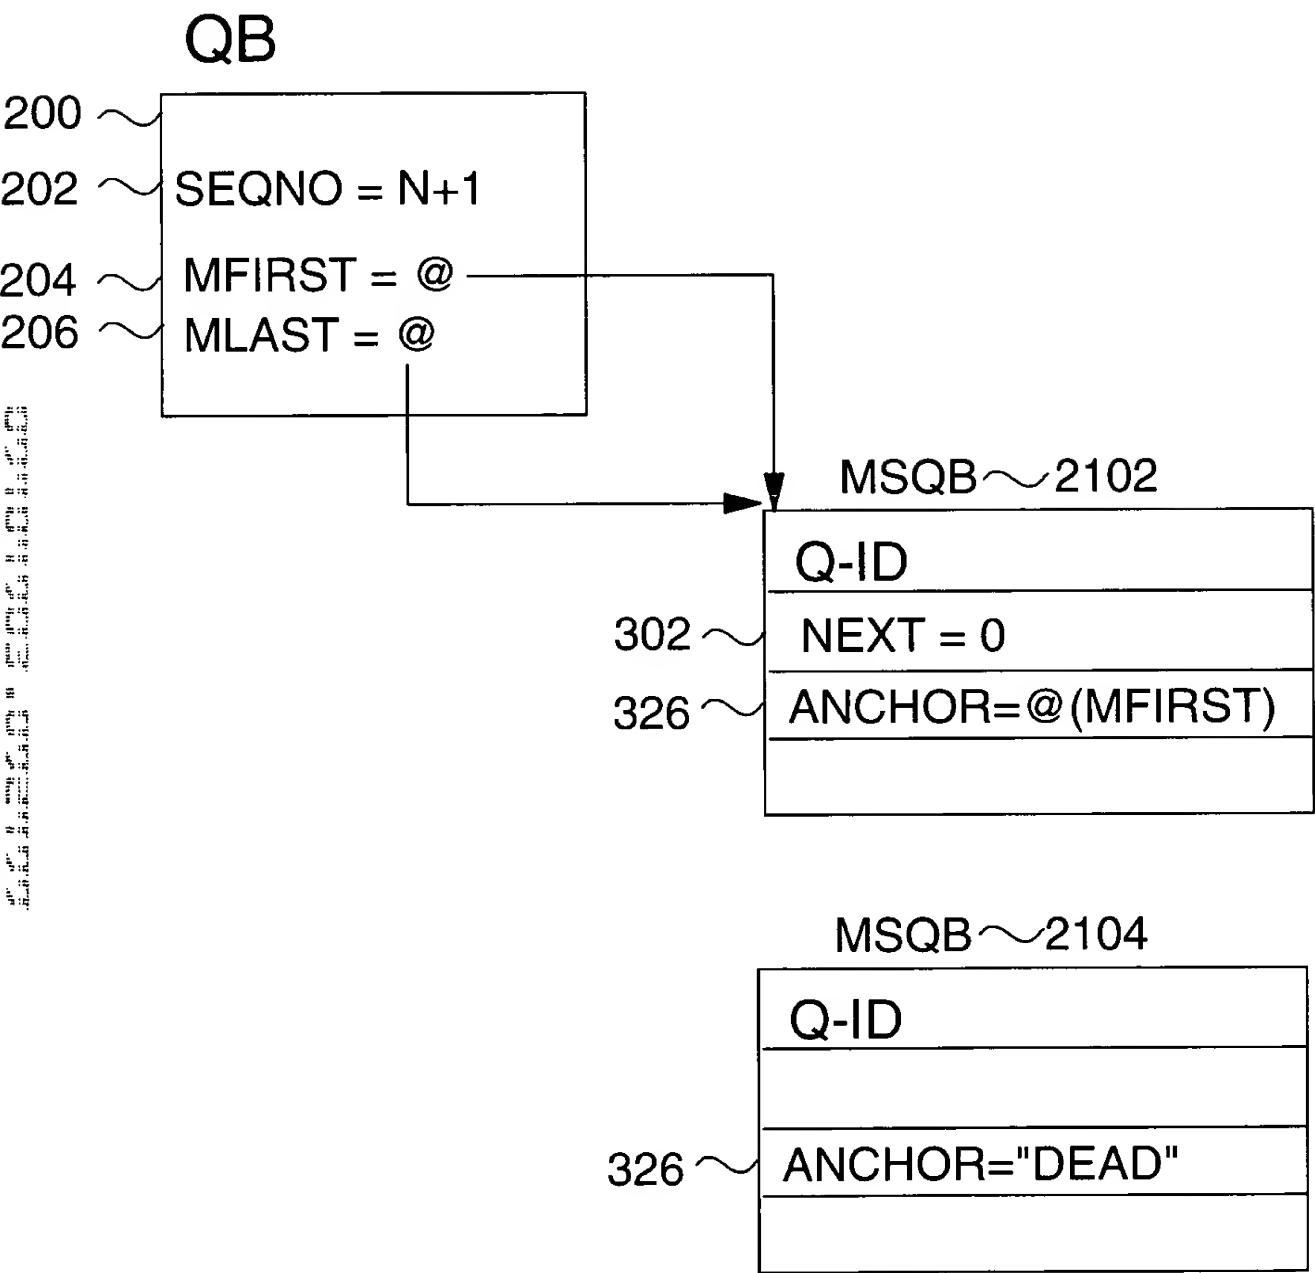 QB
200
202 SEQNO = N+1
204 MFIRST = @
206 MLAST = @
MSQB 2102
Q-ID
302 NEXT = 0
326 ANCHOR=@(MFIRST)
MSQB 2104
Q-ID
326 ANCHOR="DEAD"